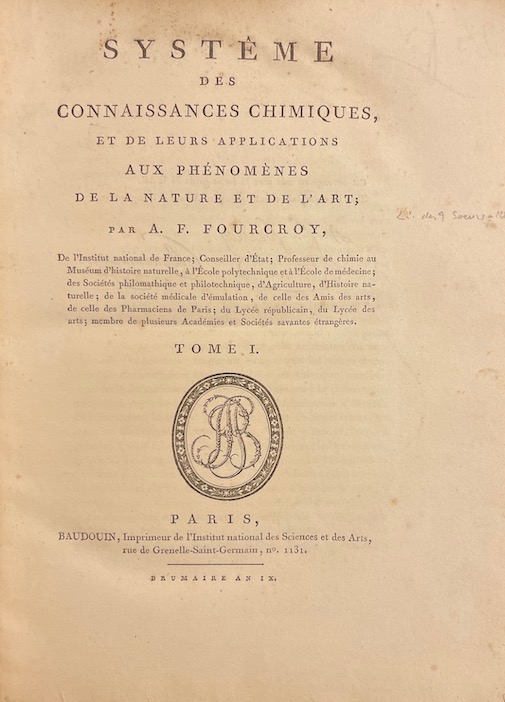 SYSTÊME
DES
CONNAISSANCES CHIMIQUES,
ET DE LEURS APPLICATIONS
AUX PHÉNOMÈNES
DE LA NATURE ET DE L'ART;
PAR A. F. FOURCROY,
De l'Institut national de France; Conseiller d'État; Professeur de chimie au
Muséum d'histoire naturelle, à l'École polytechnique et à l'École de médecine;
des Sociétés philomathique et philotechnique, d'Agriculture, d'Histoire na-
turelle; de la société médicale d'émulation, de celle des Amis des arts,
de celle des Pharmaciens de Paris; du Lycée républicain, du Lycée des
arts; membre de plusieurs Académies et Sociétés savantes étrangères.
TOME I.
PARIS,
BAUDOUIN, Imprimeur de l'Institut national des Sciences et des Arts,
rue de Grenelle-Saint-Germain, nº. 1131.
BRUMAIRE AN IX.